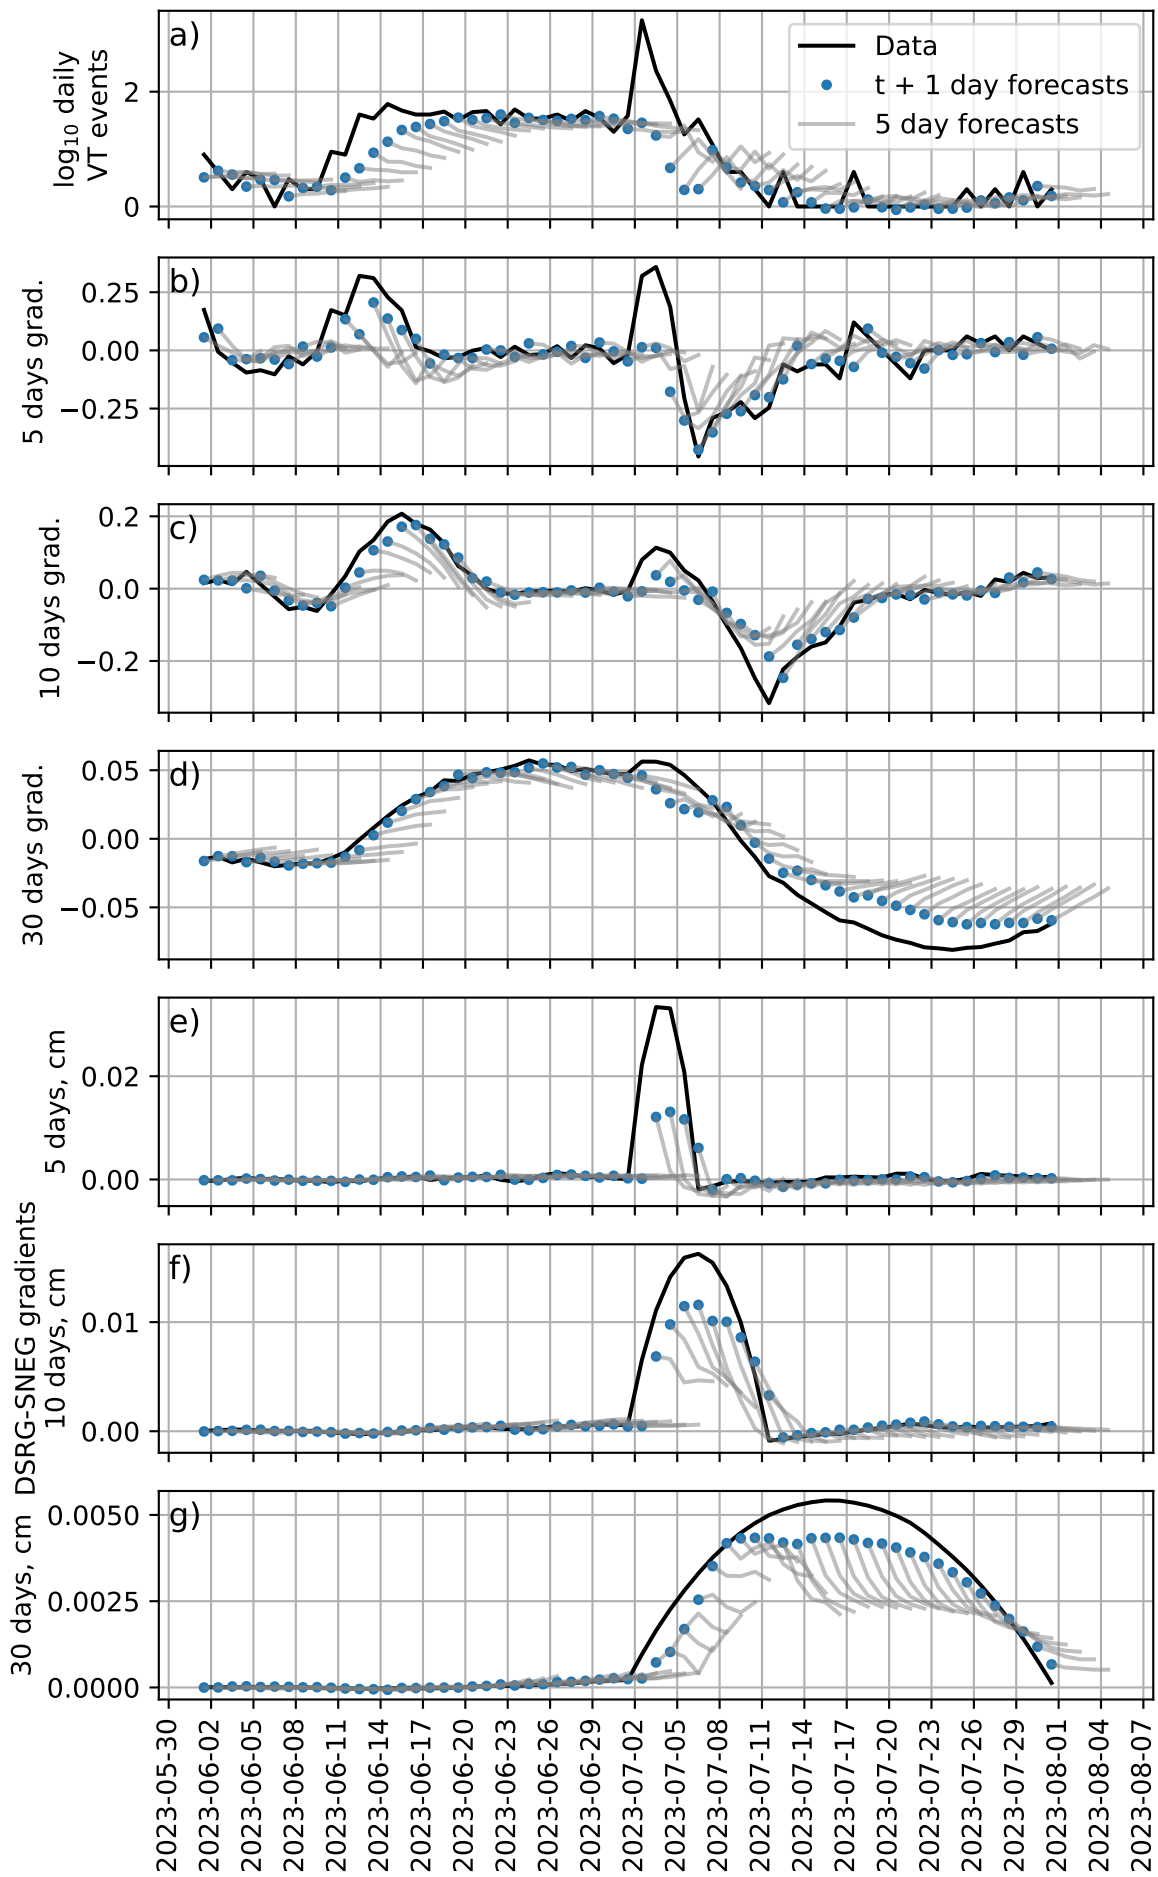 a)
log10 daily
VT events
2
0
Data
t + 1 day forecasts
5 day forecasts
b)
5 days grad.
0.25
0.00
−0.25
c)
10 days grad.
0.2
0.0
−0.2
d)
30 days grad.
0.05
0.00
−0.05
e)
5 days, cm
0.02
0.00
DSRG-SNEG gradients
f)
10 days, cm
0.01
0.00
g)
30 days, cm
0.0050
0.0025
0.0000
2023-05-30
2023-06-02
2023-06-05
2023-06-08
2023-06-11
2023-06-14
2023-06-17
2023-06-20
2023-06-23
2023-06-26
2023-06-29
2023-07-02
2023-07-05
2023-07-08
2023-07-11
2023-07-14
2023-07-17
2023-07-20
2023-07-23
2023-07-26
2023-07-29
2023-08-01
2023-08-04
2023-08-07